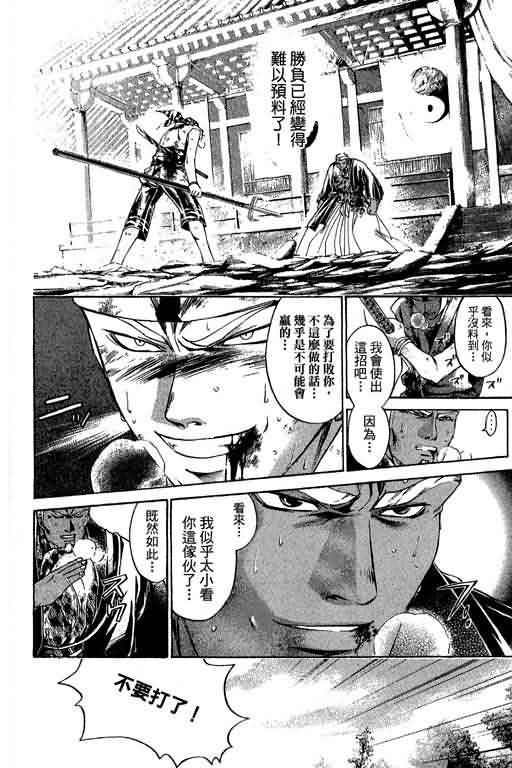 勝負已經變得
難以預料了！
看來，你似
乎沒料到…
我會使出
這招吧…
因為…
為了要打敗你，
不這麼做的話…
幾乎是不可能會
贏的…
…
看來…
我似乎太小看
你這傢伙了…
既然如此…
不要打了！